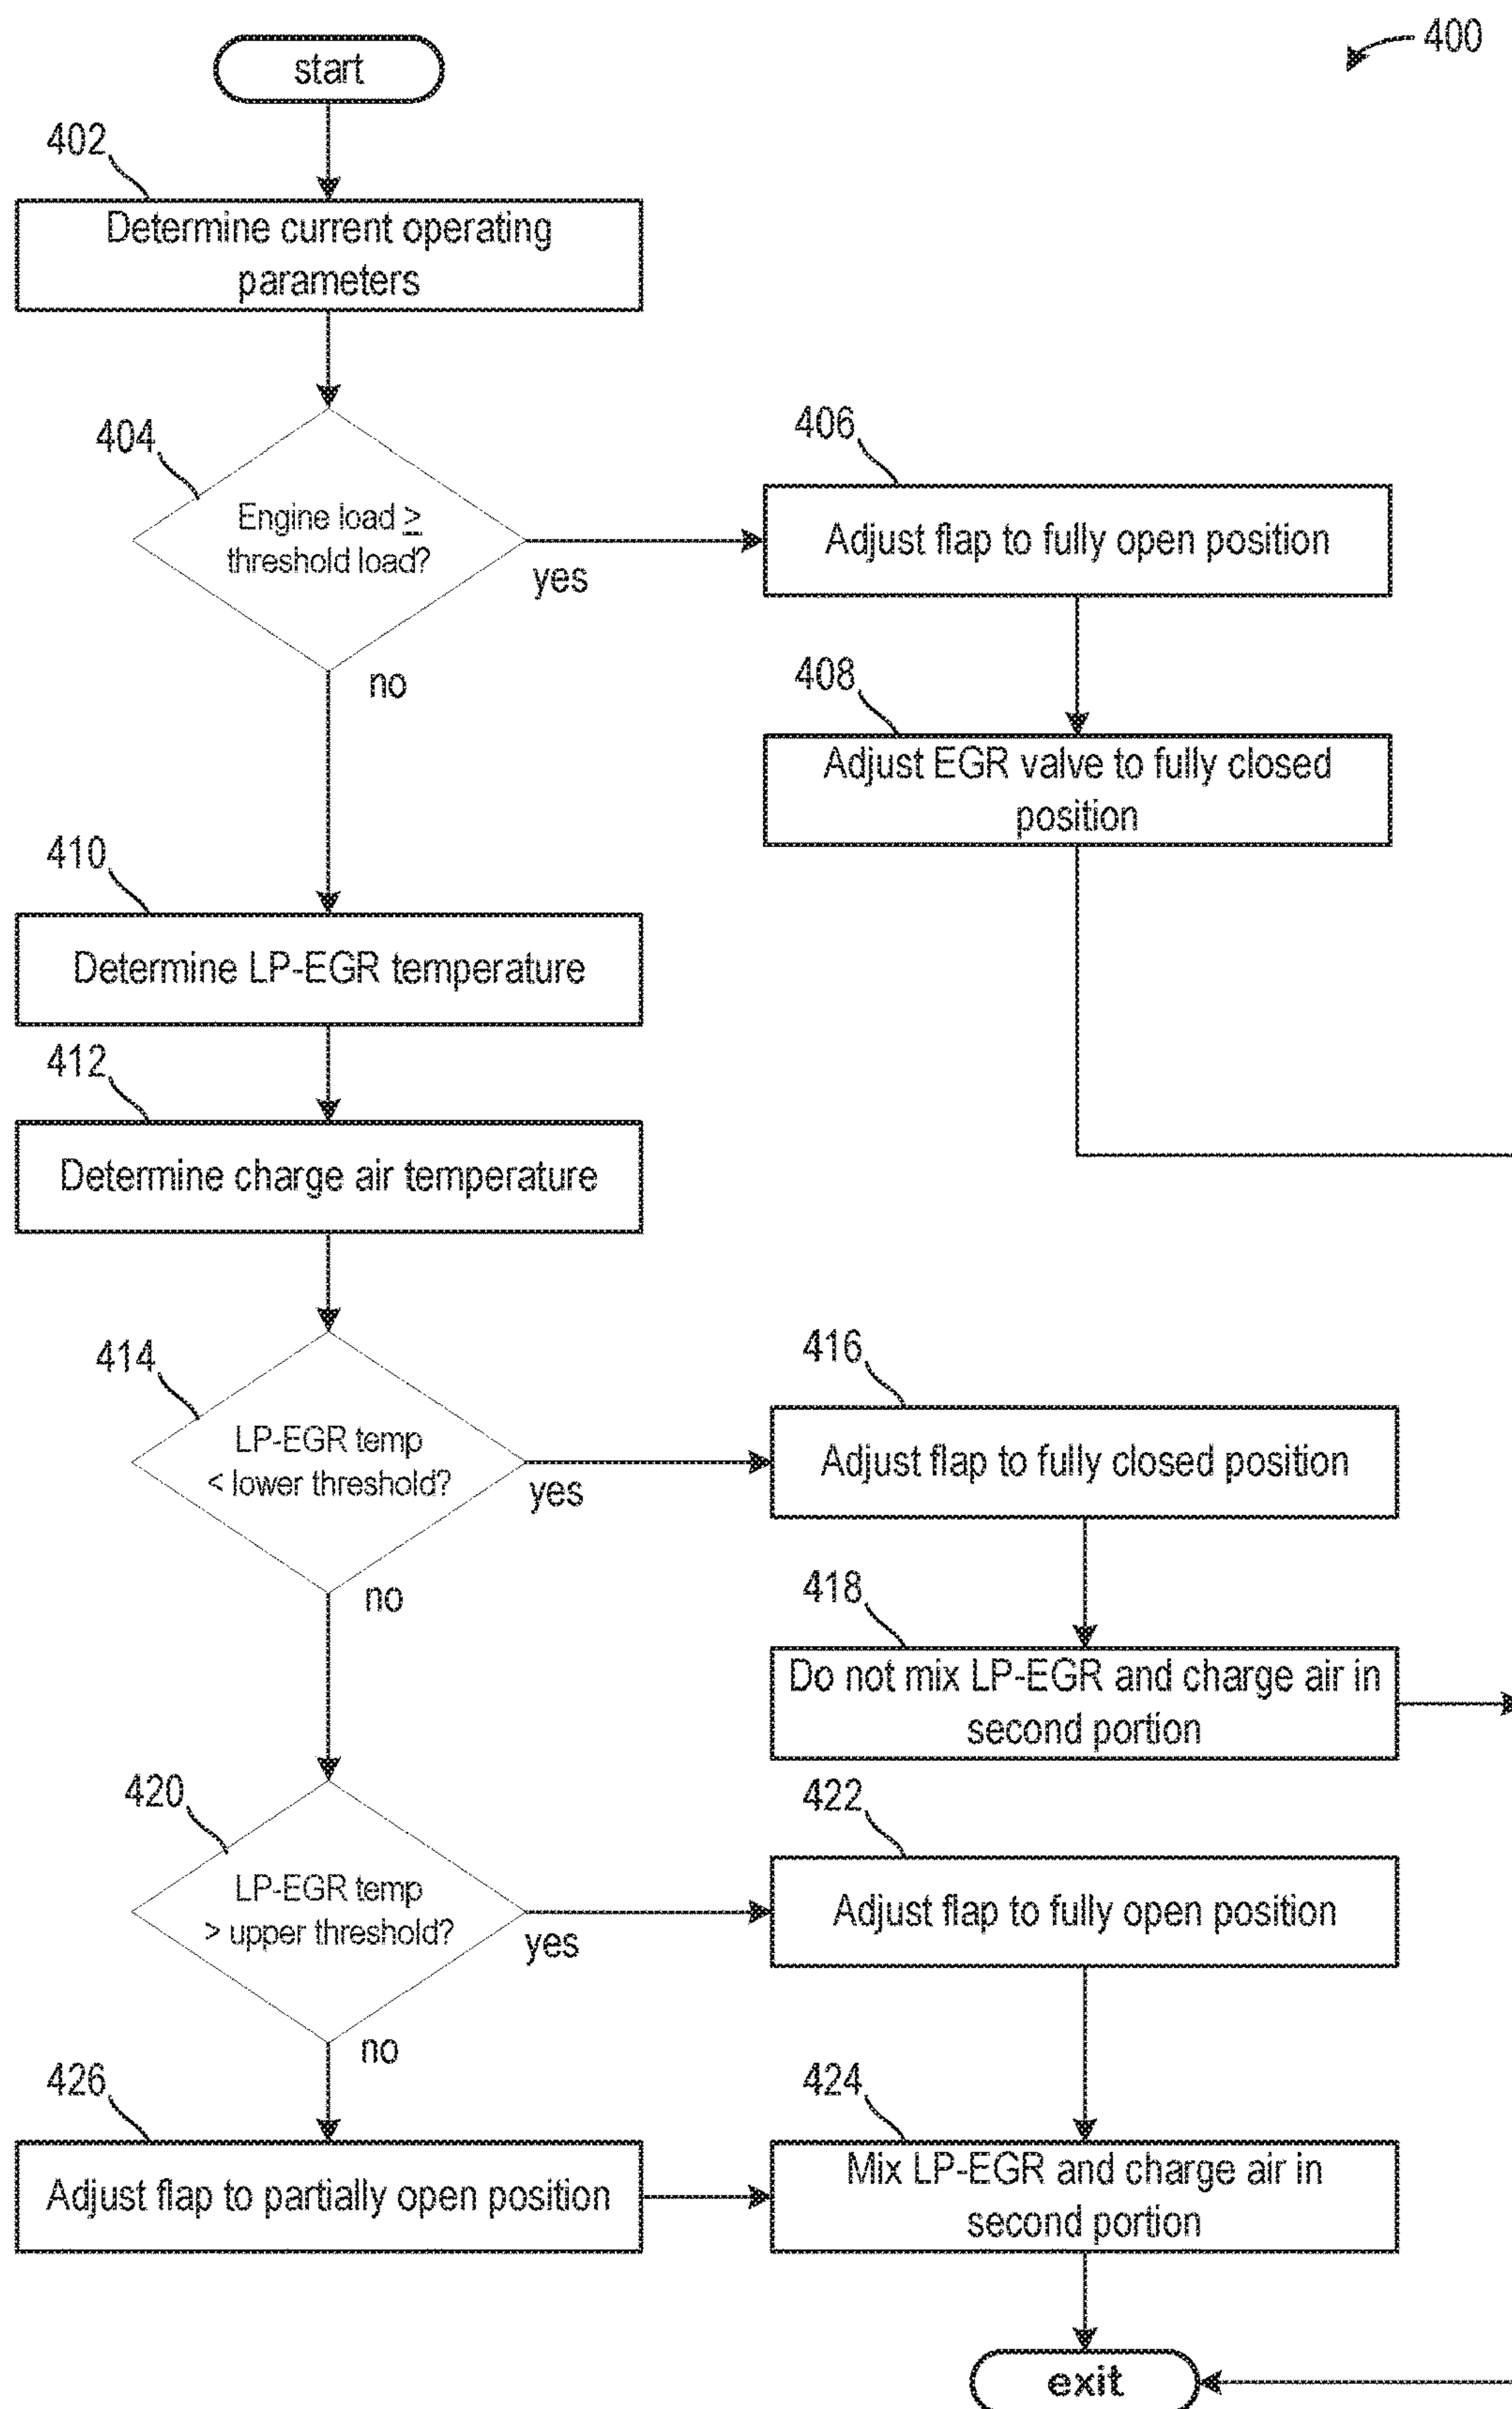 400
start
402
Determine current operating
parameters
404
Engine load ≥
threshold load?
yes
no
406
Adjust flap to fully open position
408
Adjust EGR valve to fully closed
position
410
Determine LP-EGR temperature
412
Determine charge air temperature
414
LP-EGR temp
< lower threshold?
yes
no
416
Adjust flap to fully closed position
418
Do not mix LP-EGR and charge air in
second portion
420
LP-EGR temp
> upper threshold?
yes
no
422
Adjust flap to fully open position
426
Adjust flap to partially open position
424
Mix LP-EGR and charge air in
second portion
exit